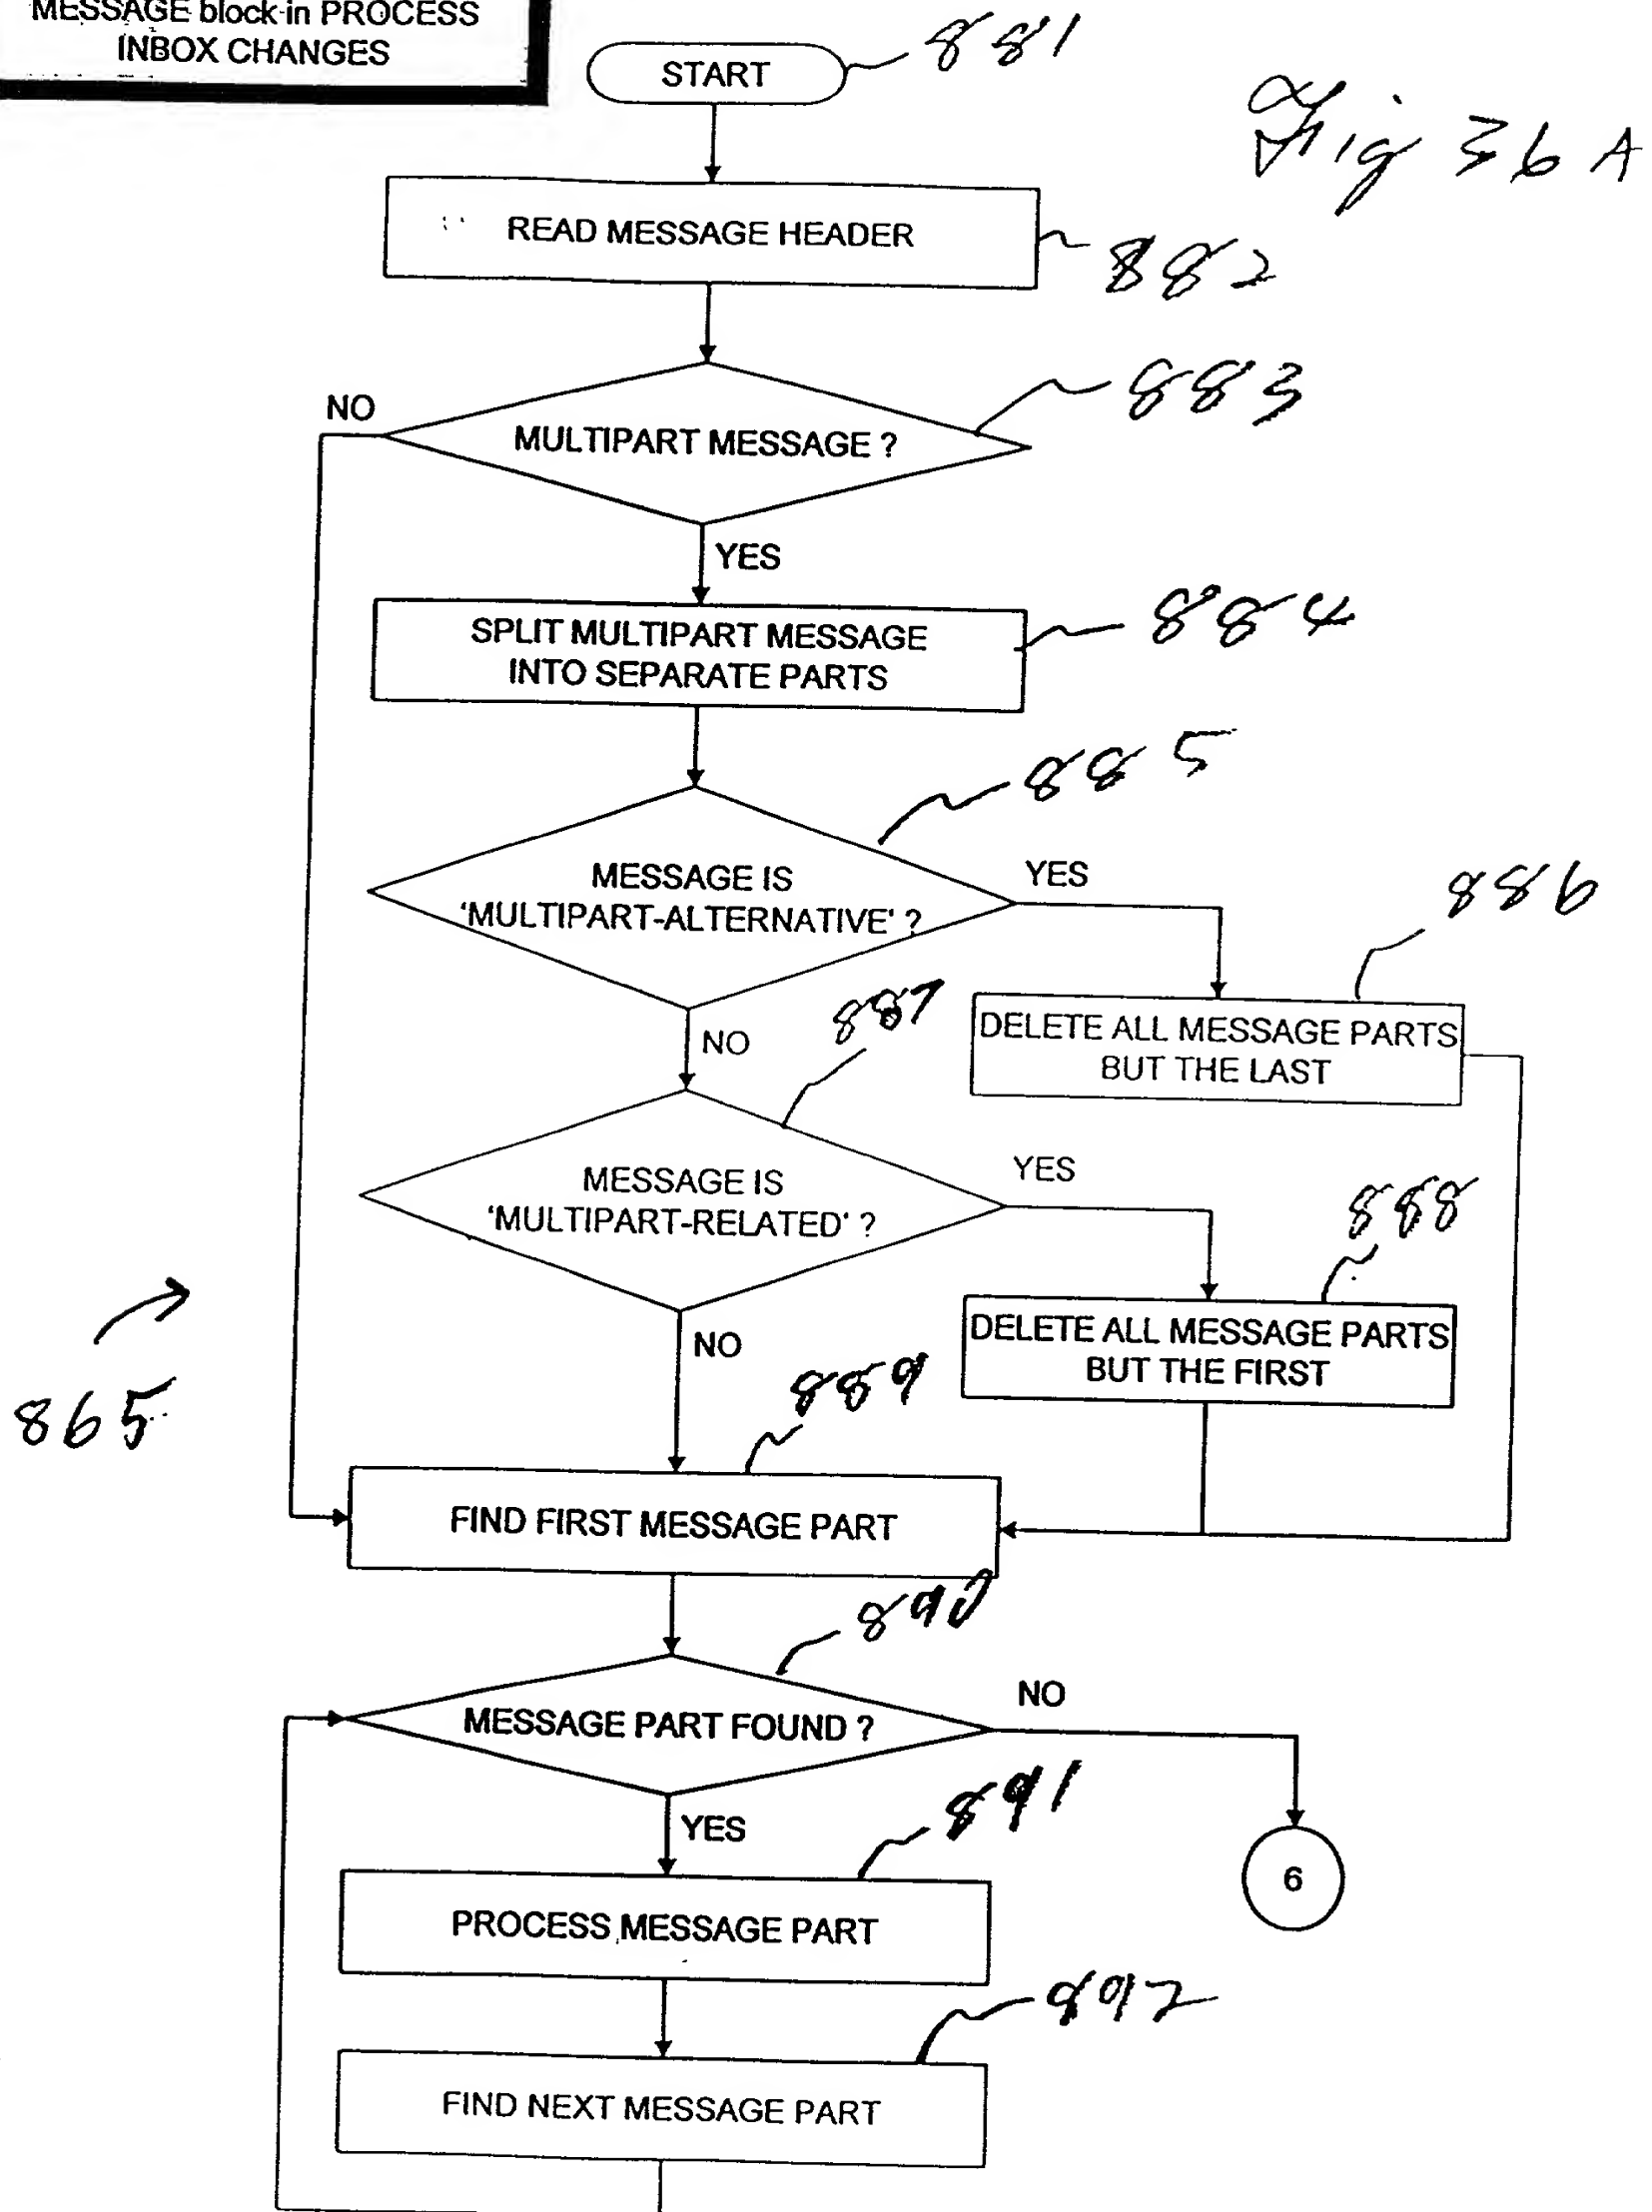 MESSAGE block in PROCESS
INBOX CHANGES
START
881
Fig 36A
READ MESSAGE HEADER
882
883
NO
MULTIPART MESSAGE ?
YES
884
SPLIT MULTIPART MESSAGE
INTO SEPARATE PARTS
885
MESSAGE IS
'MULTIPART-ALTERNATIVE' ?
YES
886
887
NO
DELETE ALL MESSAGE PARTS
BUT THE LAST
MESSAGE IS
'MULTIPART-RELATED' ?
YES
888
865
NO
DELETE ALL MESSAGE PARTS
BUT THE FIRST
889
FIND FIRST MESSAGE PART
890
MESSAGE PART FOUND ?
NO
YES
891
6
PROCESS MESSAGE PART
892
FIND NEXT MESSAGE PART